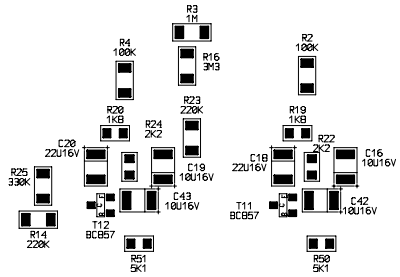 R3
1M
R4
100K
R16
3M3
R2
100K
R23
220K
R20
1K8
R24
2K2
R19
1K8
R22
2K2
C20
22U16V
C19
10U16V
C18
22U16V
C16
10U16V
R25
330K
C43
10U16V
C42
10U16V
T12
BC857
T11
BC857
R14
220K
R51
5K1
R50
5K1